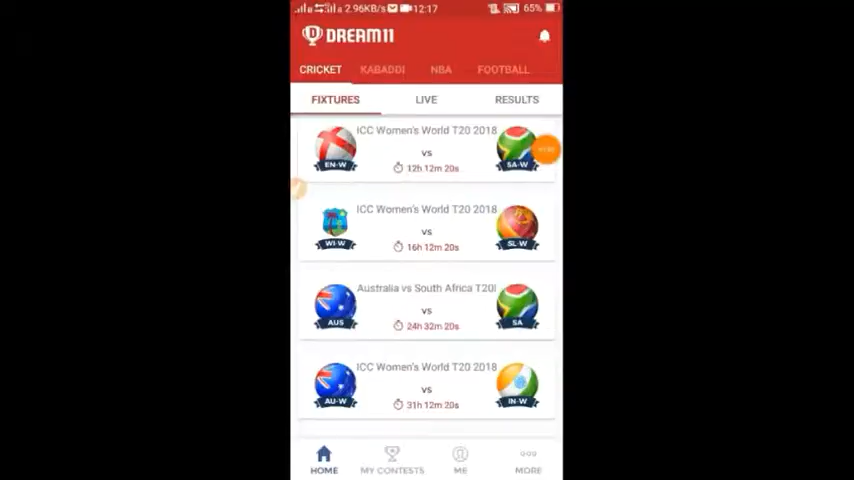 2.96KB/s 12:17 65%
DREAM11
CRICKET KABADDI NBA FOOTBALL
FIXTURES LIVE RESULTS
ICC Women's World T20 2018
EN-W vs SA-W
12h 12m 20s
ICC Women's World T20 2018
WI-W vs SL-W
16h 12m 20s
Australia vs South Africa T20I
AUS vs SA
24h 32m 20s
ICC Women's World T20 2018
AU-W vs IN-W
31h 12m 20s
HOME MY CONTESTS ME MORE